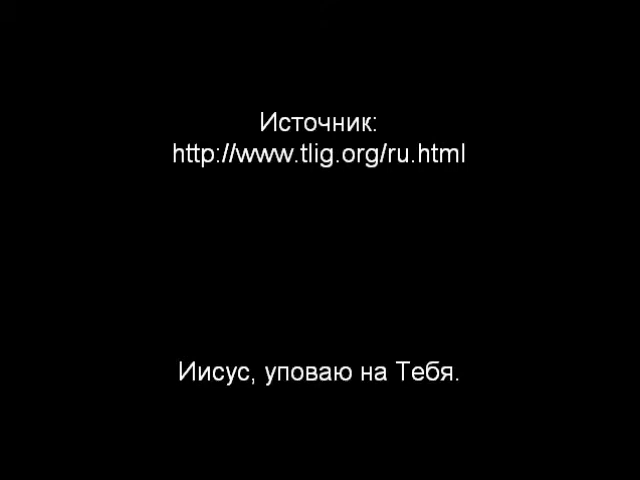 Источник:
http://www.tlig.org/ru.html
Иисус, уповаю на Тебя.